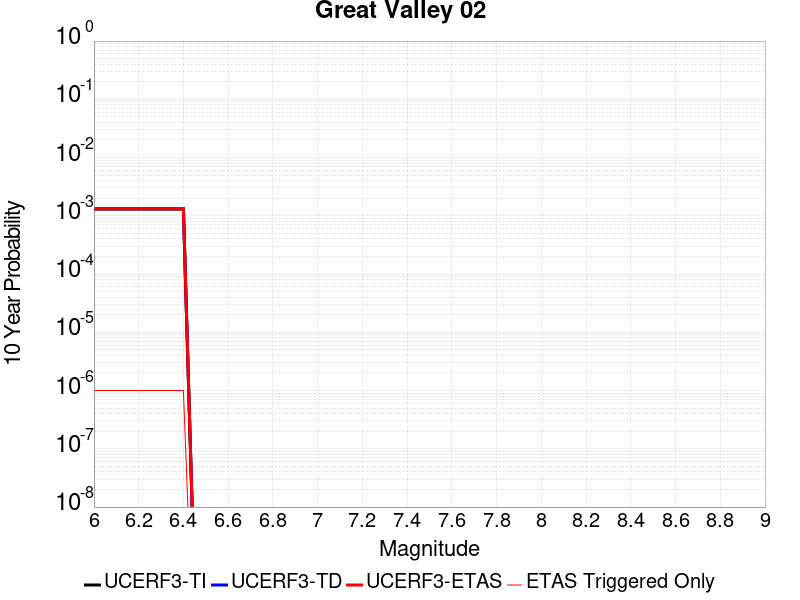 Great Valley 02
10 Year Probability
10^0
10^-1
10^-2
10^-3
10^-4
10^-5
10^-6
10^-7
10^-8
6 6.2 6.4 6.6 6.8 7 7.2 7.4 7.6 7.8 8 8.2 8.4 8.6 8.8 9
Magnitude
UCERF3-TI UCERF3-TD UCERF3-ETAS ETAS Triggered Only